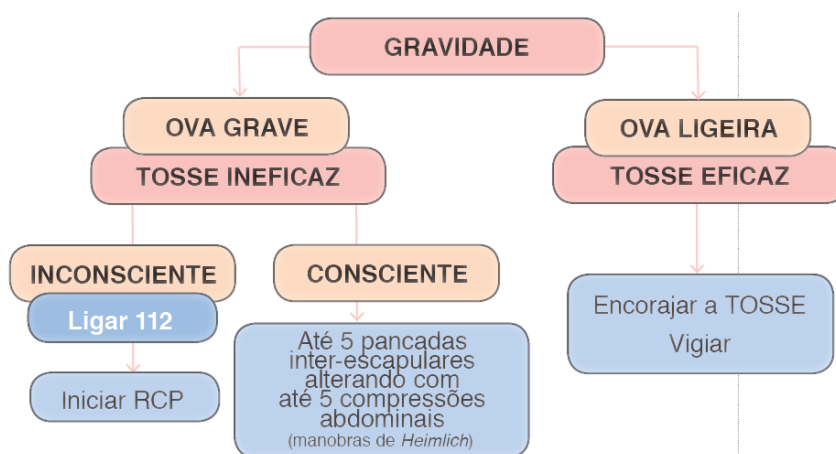 GRAVIDADE
OVA GRAVE
TOSSE INEFICAZ
OVA LIGEIRA
TOSSE EFICAZ
INCONSCIENTE
Ligar 112
Iniciar RCP
CONSCIENTE
Até 5 pancadas
inter-escapulares
alterando com
até 5 compressões
abdominais
(manobras de Heimlich)
Encorajar a TOSSE
Vigiar